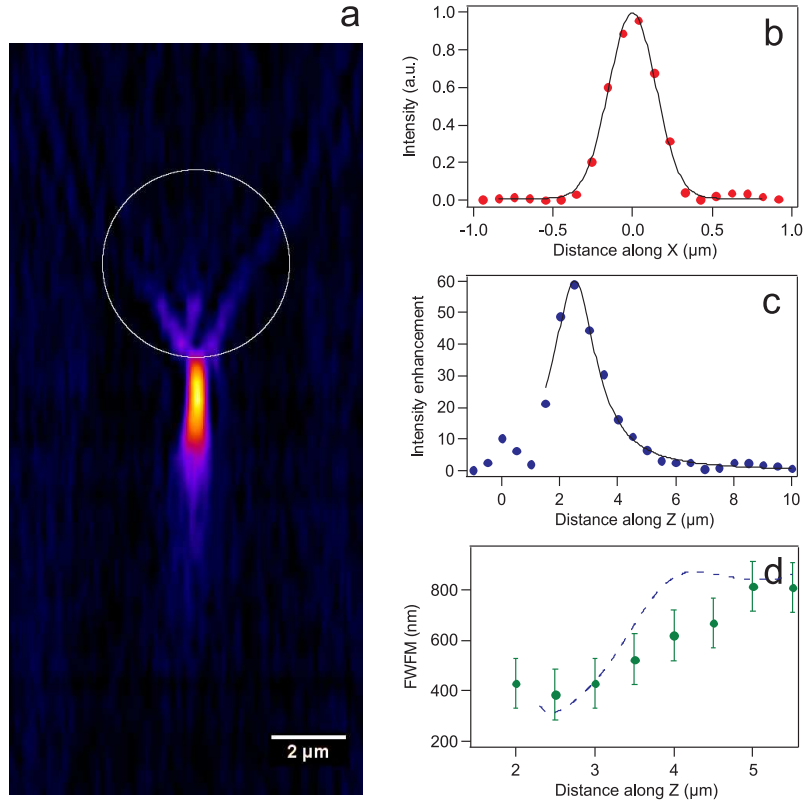 a
2 µm
b
Intensity (a.u.)
1.0
0.8
0.6
0.4
0.2
0.0
-1.0 -0.5 0.0 0.5 1.0
Distance along X (µm)
c
Intensity enhancement
60
50
40
30
20
10
0
0 2 4 6 8 10
Distance along Z (µm)
d
FWFM (nm)
800
600
400
200
2 3 4 5
Distance along Z (µm)